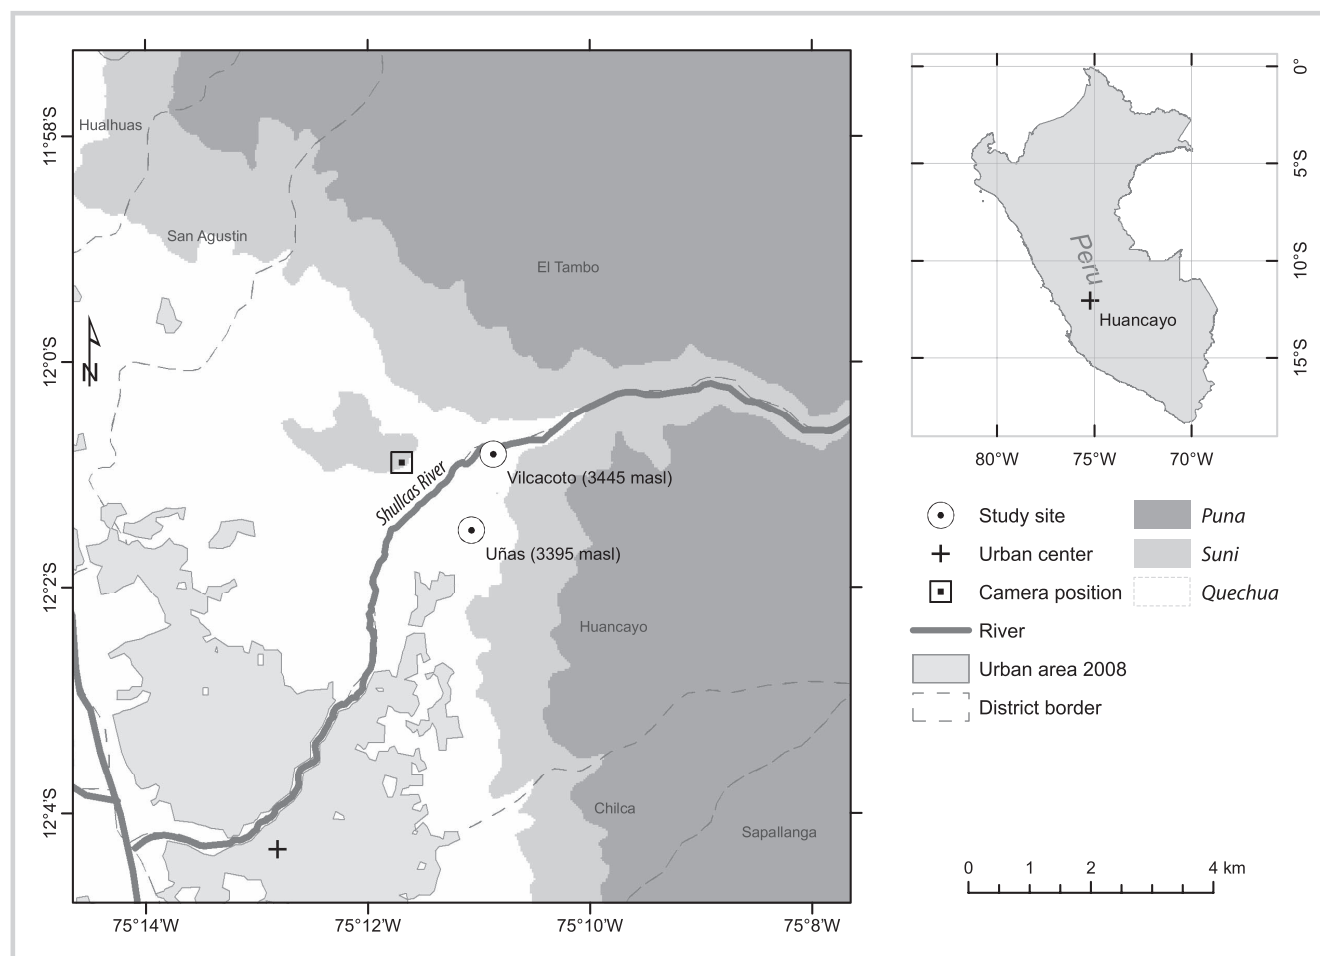 11°58'S
12°0'S
12°2'S
12°4'S
75°14'W
75°12'W
75°10'W
75°8'W
Hualhuas
San Agustin
El Tambo
N
Shullcas River
Vilcacoto (3445 masl)
Uñas (3395 masl)
Huancayo
Chilca
Sapallanga
Peru
Huancayo
0°
5°S
10°S
15°S
80°W
75°W
70°W
Study site
Urban center
Camera position
River
Urban area 2008
District border
Puna
Suni
Quechua
0 1 2 4 km